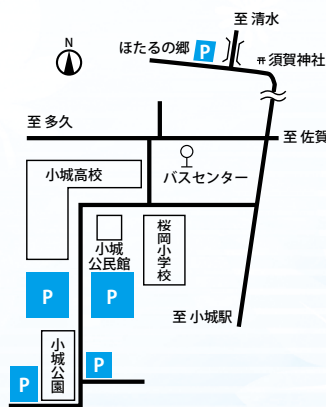 至 清水
N
ほたるの郷
P
須賀神社
至 多久
至 佐賀
小城高校
バスセンター
小城
公民館
桜岡小学校
P
P
至 小城駅
小城公園
P
P